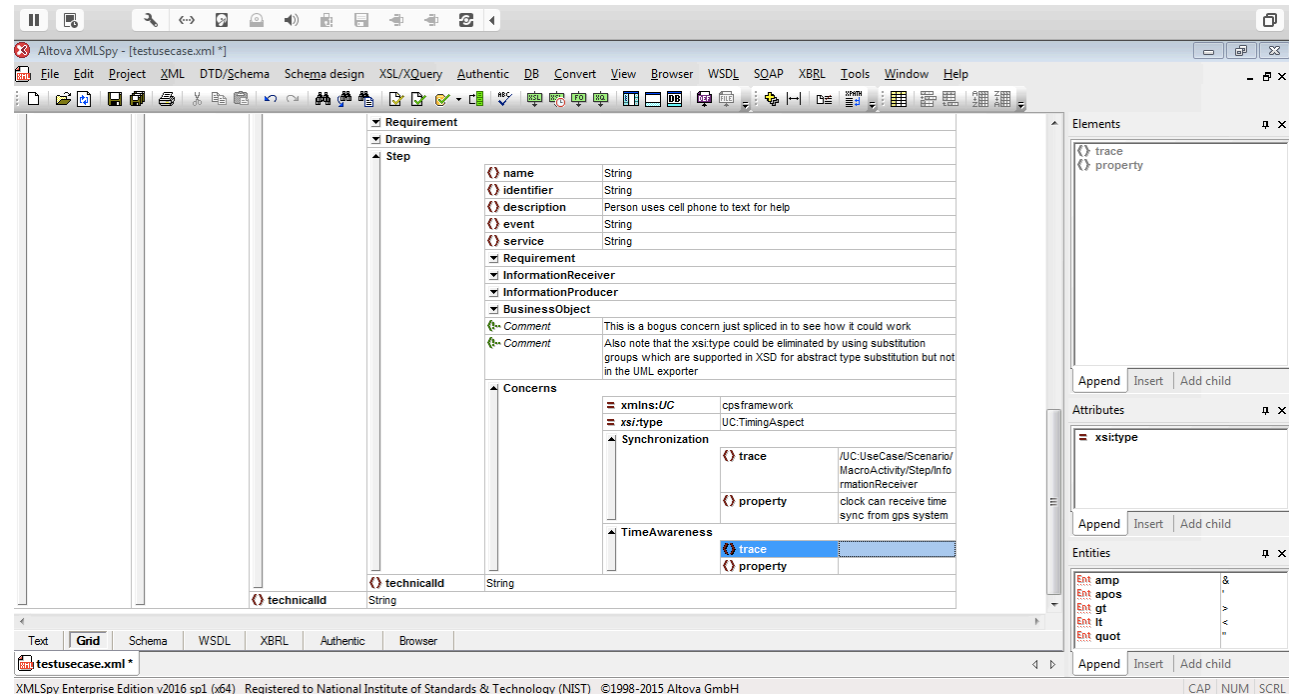 Altova XMLSpy - [testusecase.xml *]
File Edit Project XML DTD/Schema Schema design XSL/XQuery Authentic DB Convert View Browser WSDL SOAP XBRL Tools Window Help
Requirement
Drawing
Step
name String
identifier String
description Person uses cell phone to text for help
event String
service String
Requirement
InformationReceiver
InformationProducer
BusinessObject
Comment This is a bogus concern just spliced in to see how it could work
Comment Also note that the xsi:type could be eliminated by using substitution
groups which are supported in XSD for abstract type substitution but not
in the UML exporter
Concerns
= xmlns:UC cpsframework
= xsi:type UC:TimingAspect
Synchronization
trace /UC:UseCase/Scenario/
MacroActivity/Step/Info
rmationReceiver
property clock can receive time
sync from gps system
TimeAwareness
trace
property
technicalId String
technicalId String
Text Grid Schema WSDL XBRL Authentic Browser
testusecase.xml *
Elements
trace
property
Append Insert Add child
Attributes
= xsi:type
Append Insert Add child
Entities
Ent amp &
Ent apos '
Ent gt >
Ent lt <
Ent quot "
Append Insert Add child
XMLSpy Enterprise Edition v2016 sp1 (x64) Registered to National Institute of Standards & Technology (NIST) ©1998-2015 Altova GmbH CAP NUM SCRL